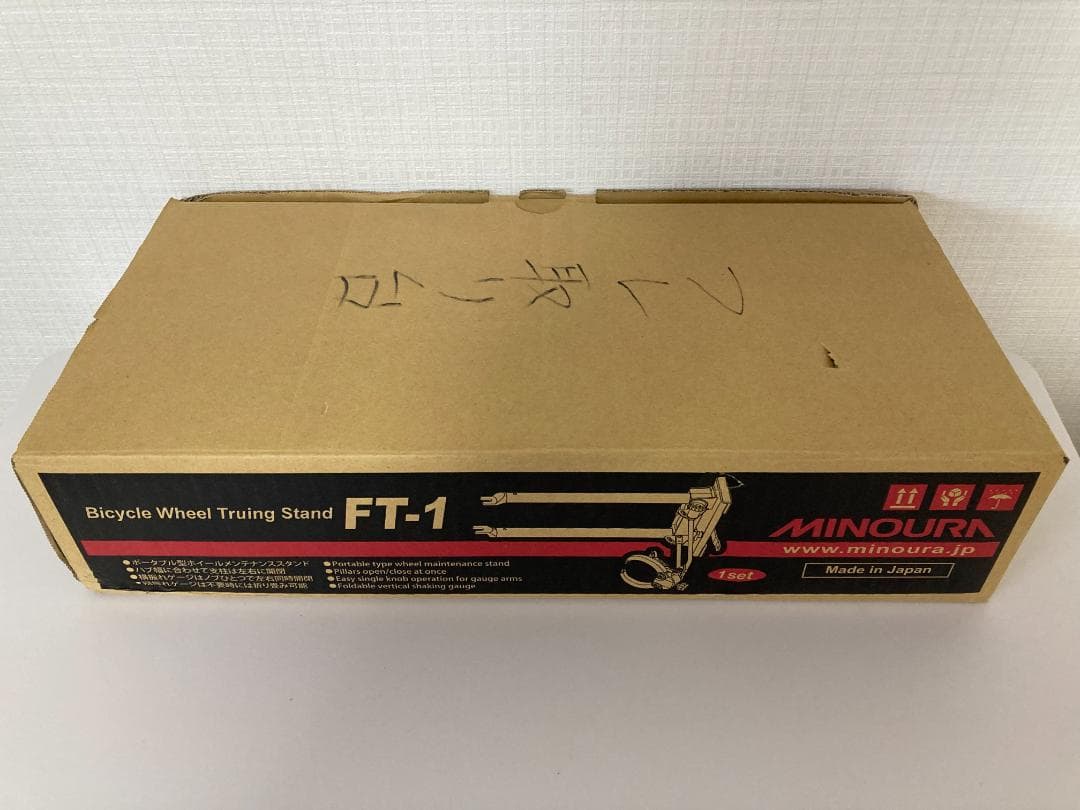 フレ取り台
Bicycle Wheel Truing Stand FT-1
MINOURA
www.minoura.jp
1set
Made in Japan
●ポータブル型ホイールメンテナンススタンド
●ハブ幅に合わせて支柱は左右に開閉
●横振れゲージはノブひとつで左右同時開閉
●縦振れゲージは不要時には折り畳み可能
●Portable type wheel maintenance stand
●Pillars open/close at once
●Easy single knob operation for gauge arms
●Foldable vertical shaking gauge